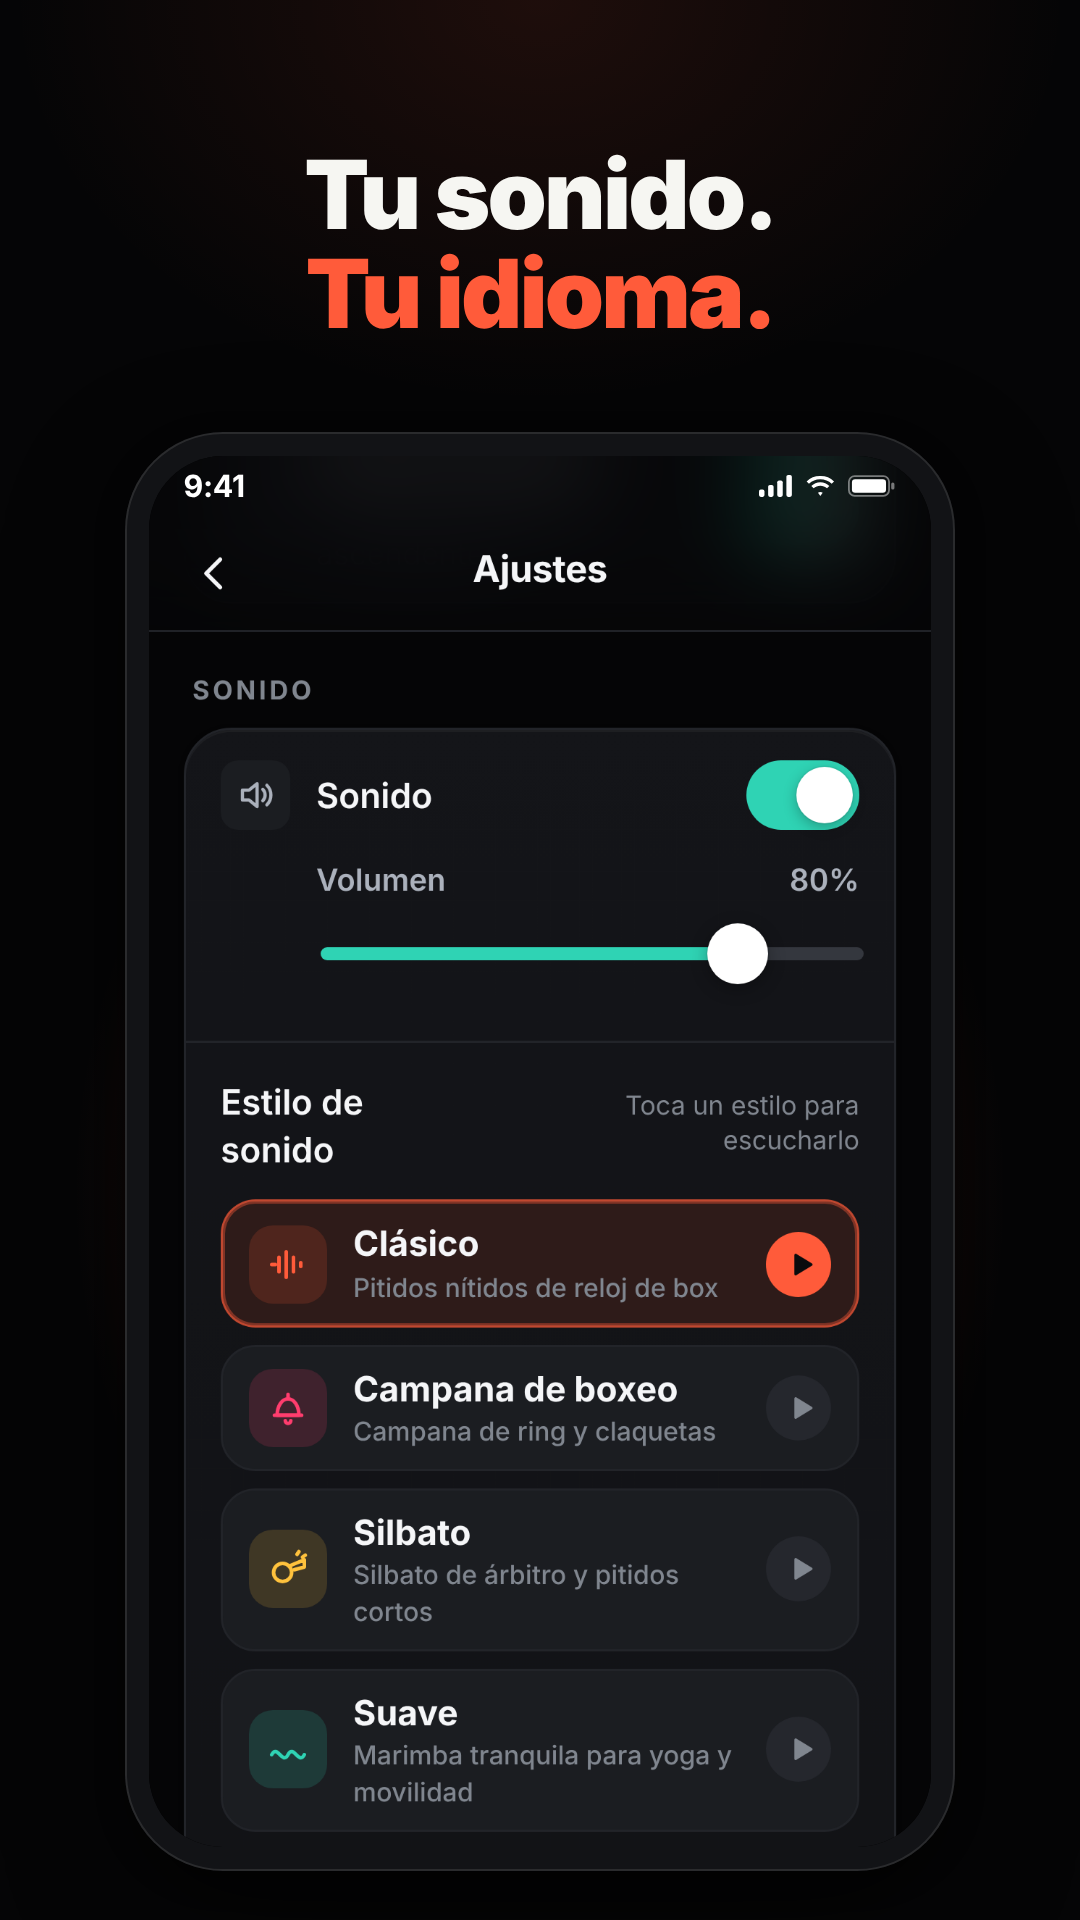 Tu sonido.
Tu idioma.
9:41
Ajustes
SONIDO
Sonido
Volumen 80%
Estilo de
sonido
Toca un estilo para
escucharlo
Clásico
Pitidos nítidos de reloj de box
Campana de boxeo
Campana de ring y claquetas
Silbato
Silbato de árbitro y pitidos
cortos
Suave
Marimba tranquila para yoga y
movilidad